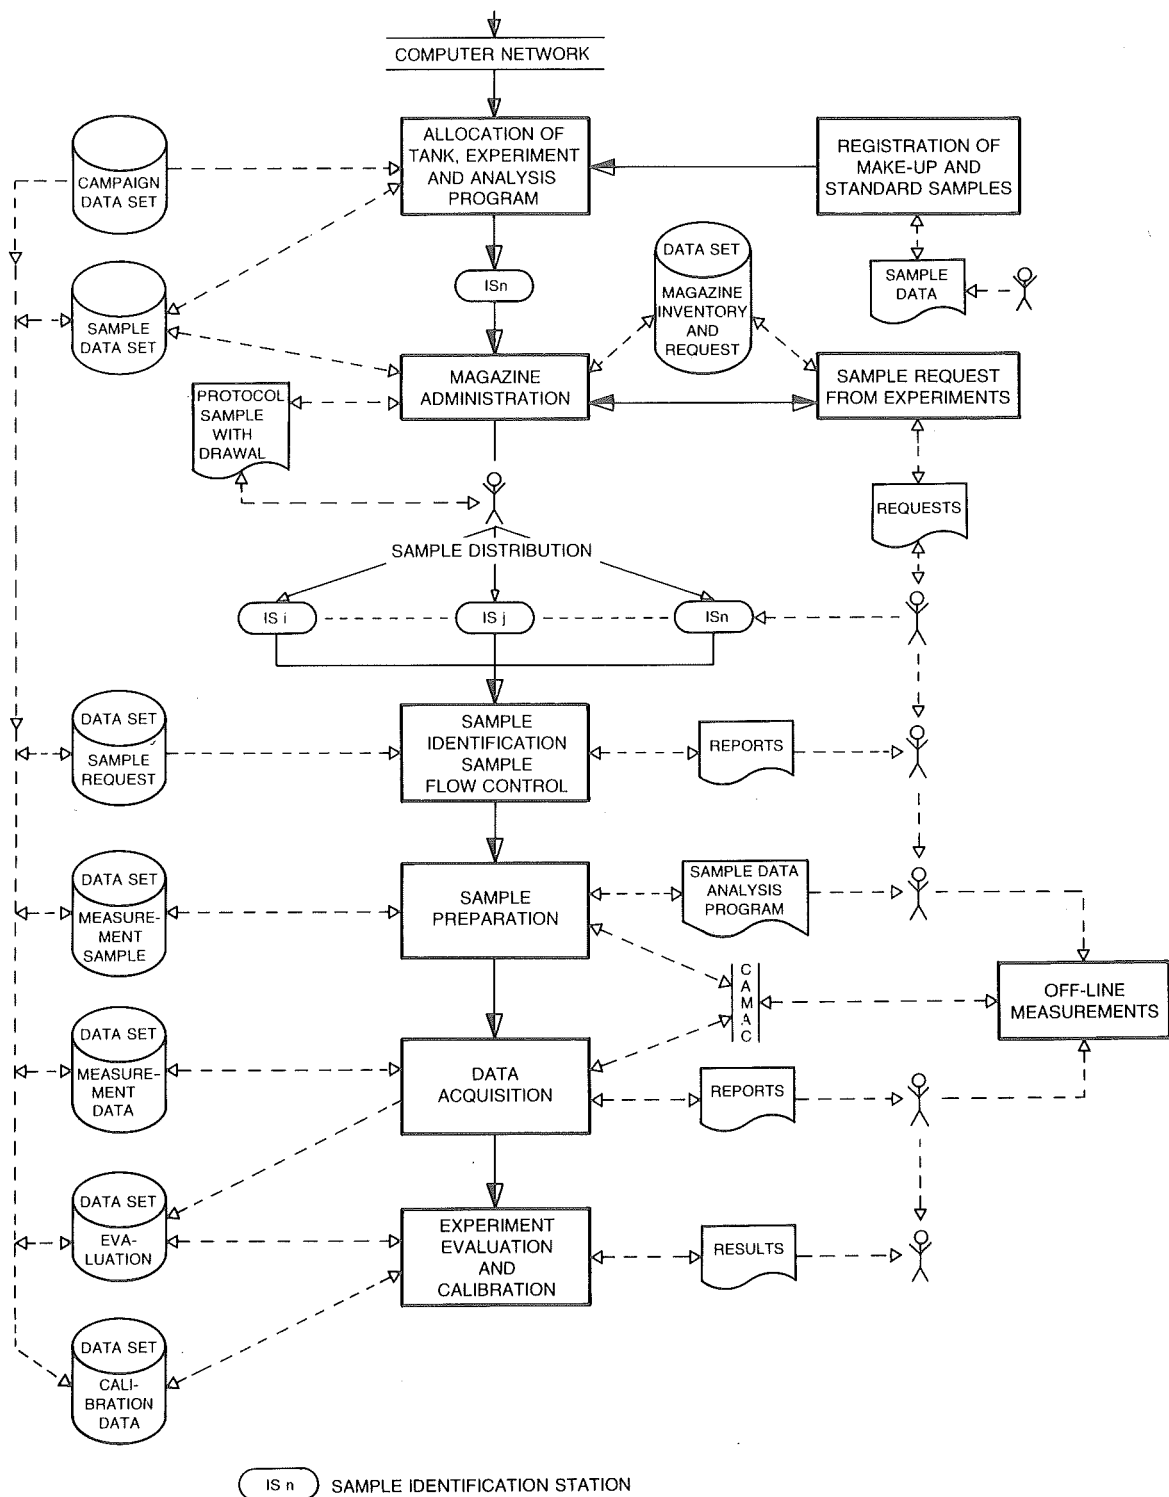 COMPUTER NETWORK
ALLOCATION OF
TANK, EXPERIMENT
AND ANALYSIS
PROGRAM
REGISTRATION OF
MAKE-UP AND
STANDARD SAMPLES
CAMPAIGN
DATA SET
DATA SET
MAGAZINE
INVENTORY
AND
REQUEST
SAMPLE
DATA
ISn
SAMPLE
DATA SET
MAGAZINE
ADMINISTRATION
SAMPLE REQUEST
FROM EXPERIMENTS
PROTOCOL
SAMPLE
WITH
DRAWAL
REQUESTS
SAMPLE DISTRIBUTION
IS i
IS j
ISn
DATA SET
SAMPLE
REQUEST
SAMPLE
IDENTIFICATION
SAMPLE
FLOW CONTROL
REPORTS
DATA SET
MEASURE-
MENT
SAMPLE
SAMPLE
PREPARATION
SAMPLE DATA
ANALYSIS
PROGRAM
C
A
M
A
C
OFF-LINE
MEASUREMENTS
DATA SET
MEASURE-
MENT
DATA
DATA
ACQUISITION
REPORTS
DATA SET
EVA-
LUATION
EXPERIMENT
EVALUATION
AND
CALIBRATION
RESULTS
DATA SET
CALI-
BRATION
DATA
IS n
SAMPLE IDENTIFICATION STATION